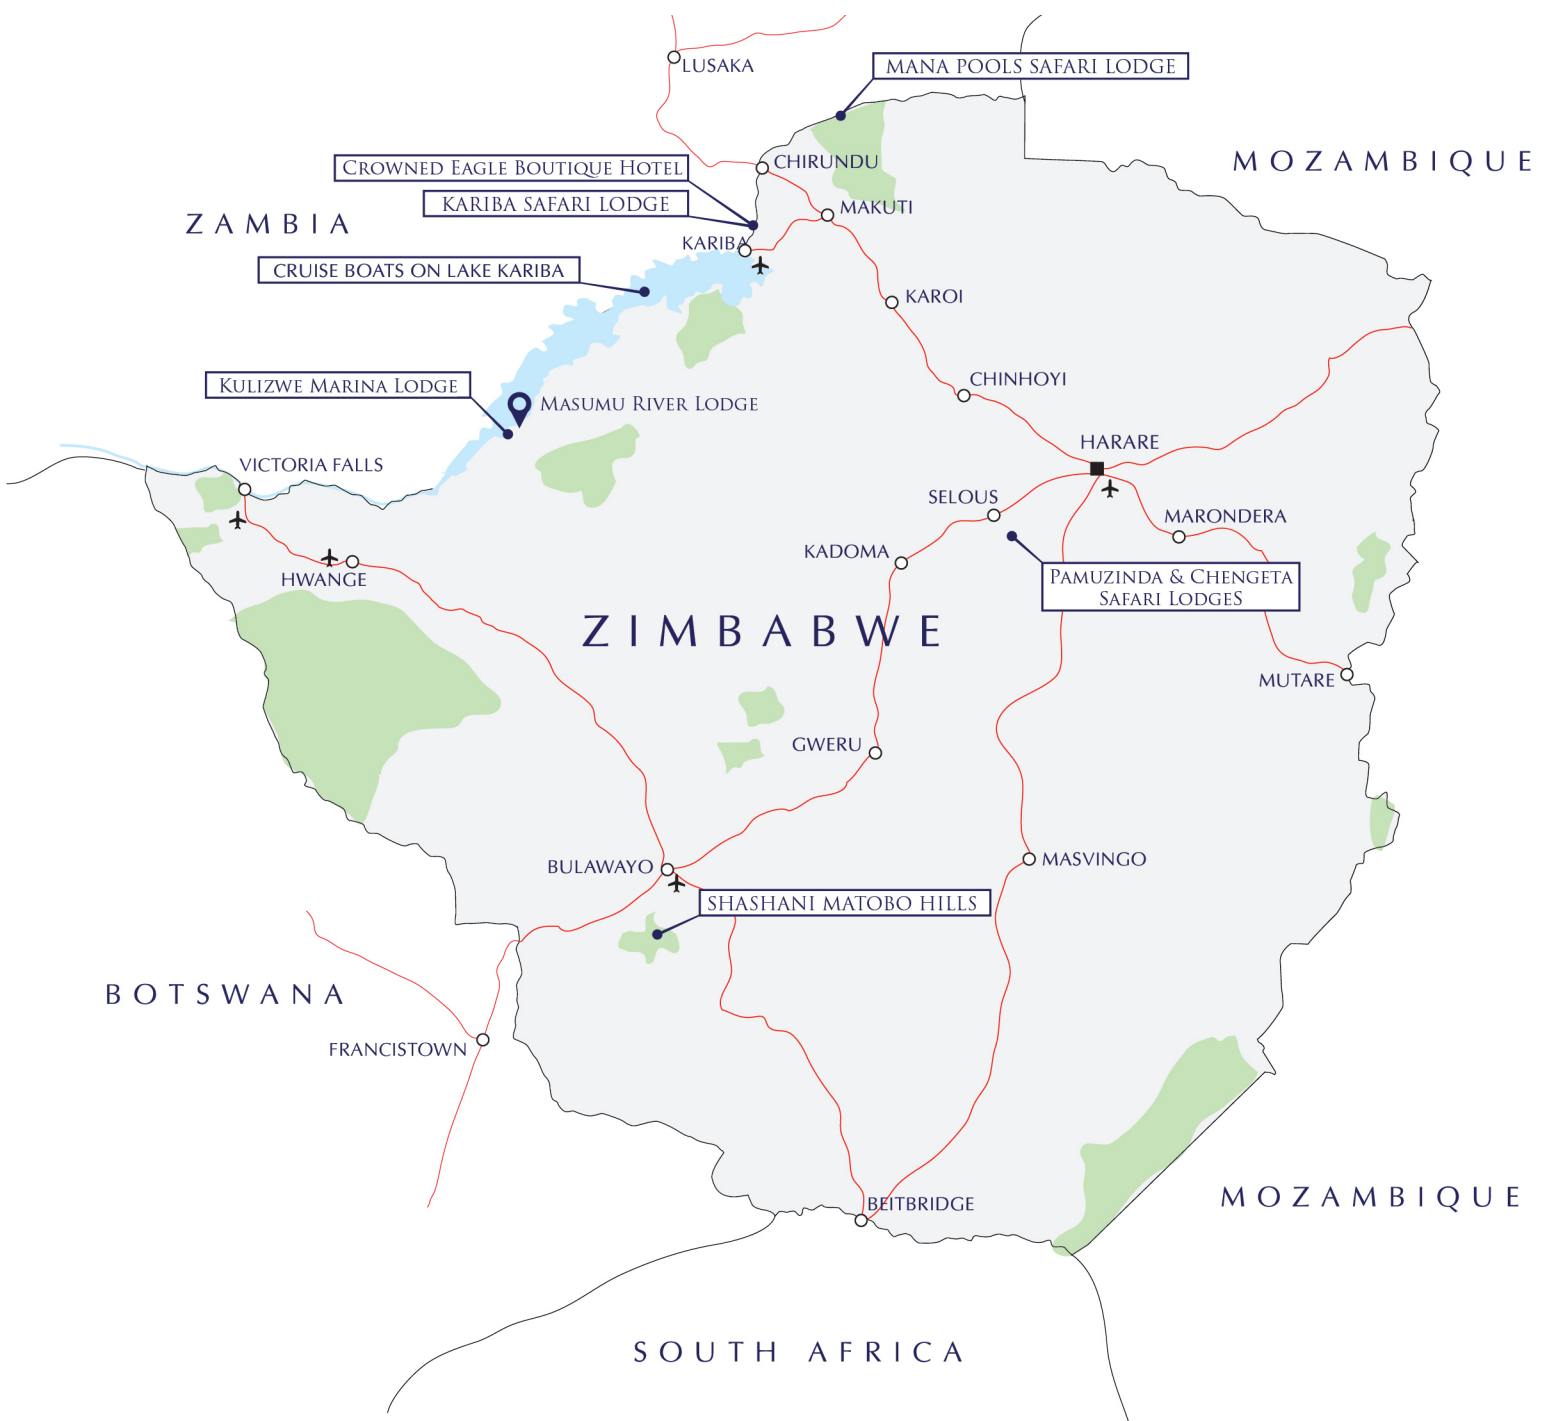 LUSAKA
MANA POOLS SAFARI LODGE
MOZAMBIQUE
CHIRUNDU
CROWNED EAGLE BOUTIQUE HOTEL
KARIBA SAFARI LODGE
MAKUTI
ZAMBIA
KARIBA
CRUISE BOATS ON LAKE KARIBA
KAROI
KULIZWE MARINA LODGE
CHINHOYI
MASUMU RIVER LODGE
HARARE
VICTORIA FALLS
SELOUS
MARONDERA
KADOMA
HWANGE
PAMUZINDA & CHENGETA
SAFARI LODGES
ZIMBABWE
MUTARE
GWERU
BULAWAYO
MASVINGO
SHASHANI MATOBO HILLS
BOTSWANA
FRANCISTOWN
MOZAMBIQUE
BEITBRIDGE
SOUTH AFRICA